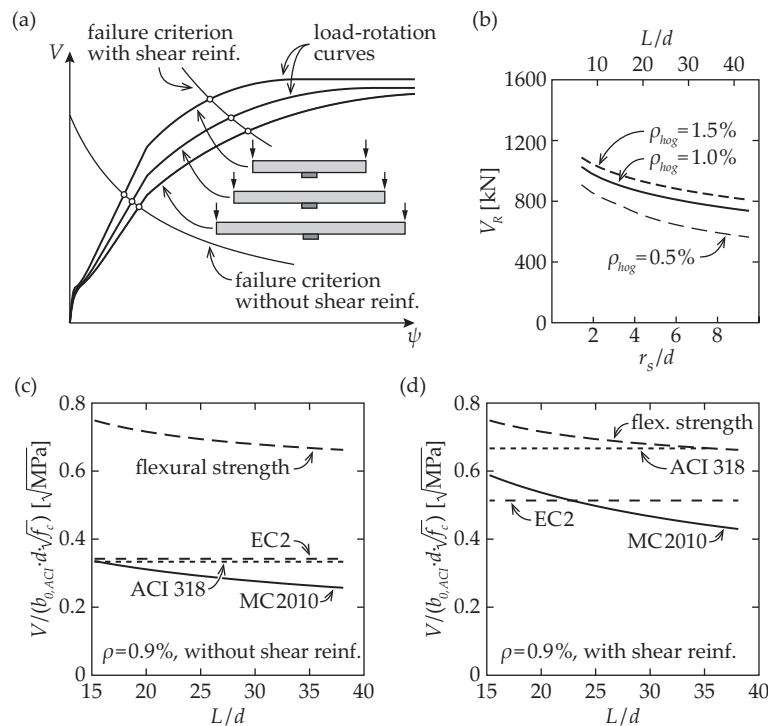 (a)
V
failure criterion
with shear reinf.
load-rotation
curves
failure criterion
without shear reinf.
ψ
(b)
L/d
10 20 30 40
1600
1200
800
400
0
V_R [kN]
ρ_hog=1.5%
ρ_hog=1.0%
ρ_hog=0.5%
2 4 6 8
r_s/d
(c)
0.8
0.6
0.4
0.2
0
V/(b_0,ACI·d·√f_c) [√MPa]
flexural strength
EC2
ACI 318
MC2010
ρ=0.9%, without shear reinf.
15 20 25 30 35 40
L/d
(d)
0.8
0.6
0.4
0.2
0
V/(b_0,ACI·d·√f_c) [√MPa]
flex. strength
ACI 318
EC2
MC2010
ρ=0.9%, with shear reinf.
15 20 25 30 35 40
L/d